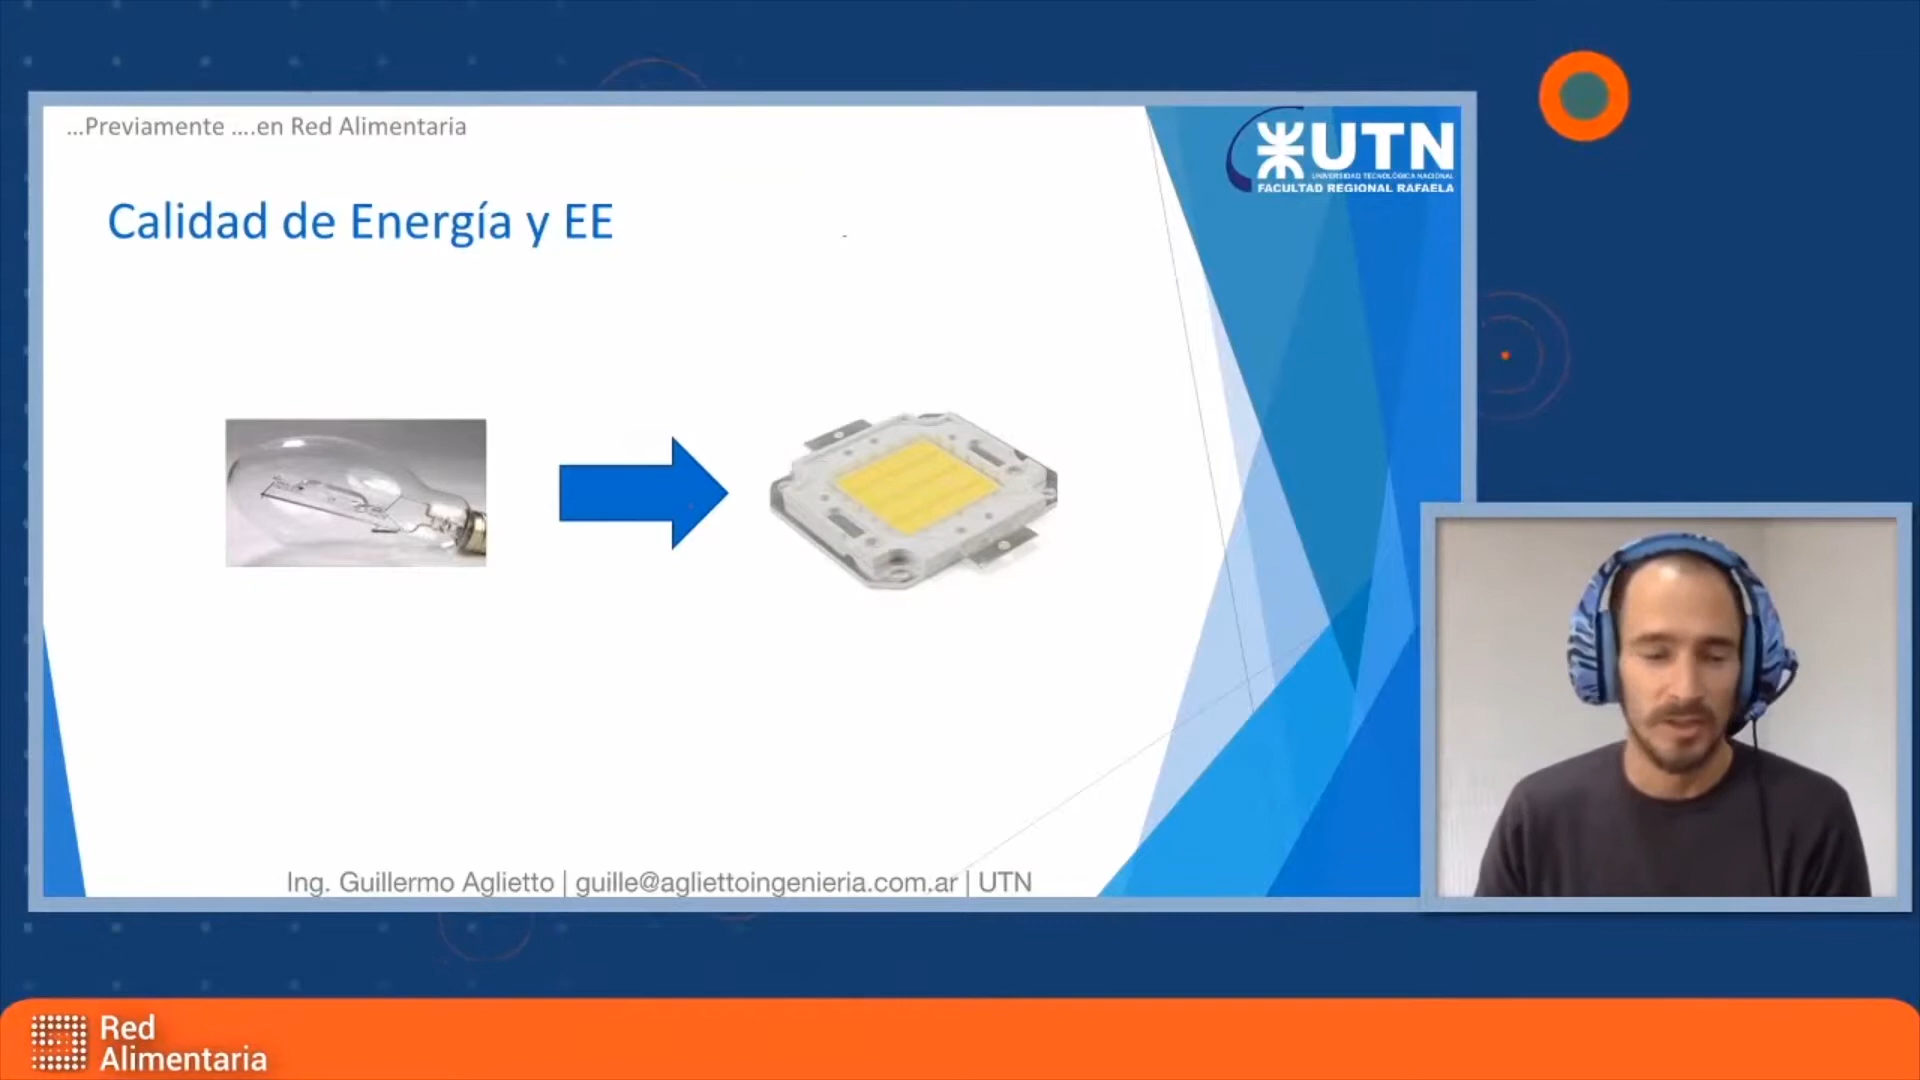 ...Previamente ....en Red Alimentaria
UTN
UNIVERSIDAD TECNOLÓGICA NACIONAL
FACULTAD REGIONAL RAFAELA
Calidad de Energía y EE
Ing. Guillermo Aglietto | guille@agliettoingenieria.com.ar | UTN
Red
Alimentaria